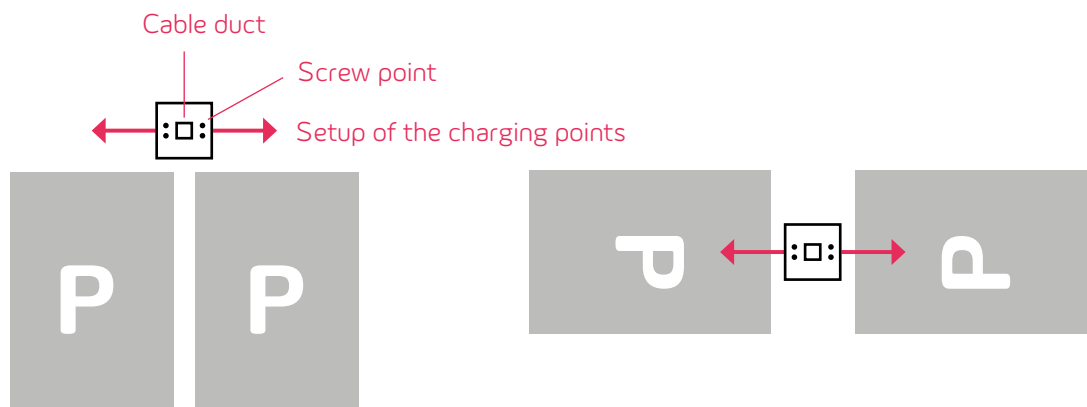 Cable duct
Screw point
Setup of the charging points
P P
P P